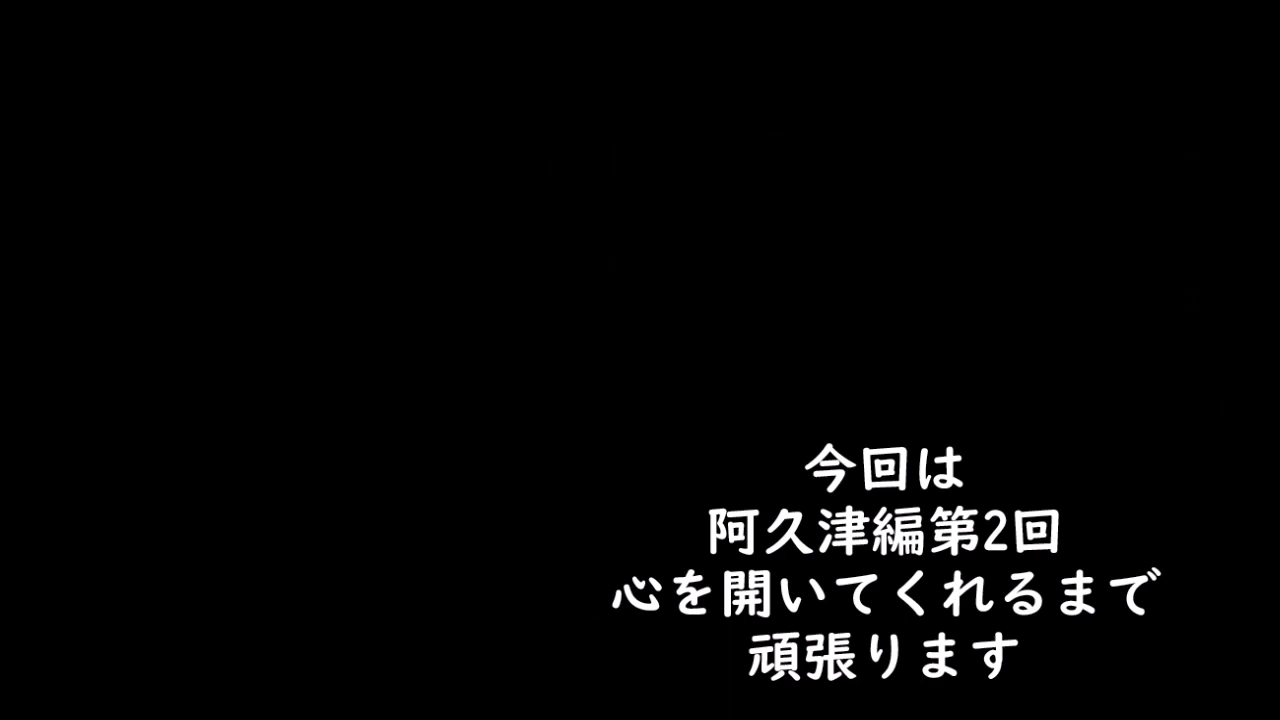 今回は
阿久津編第2回
心を開いてくれるまで
頑張ります